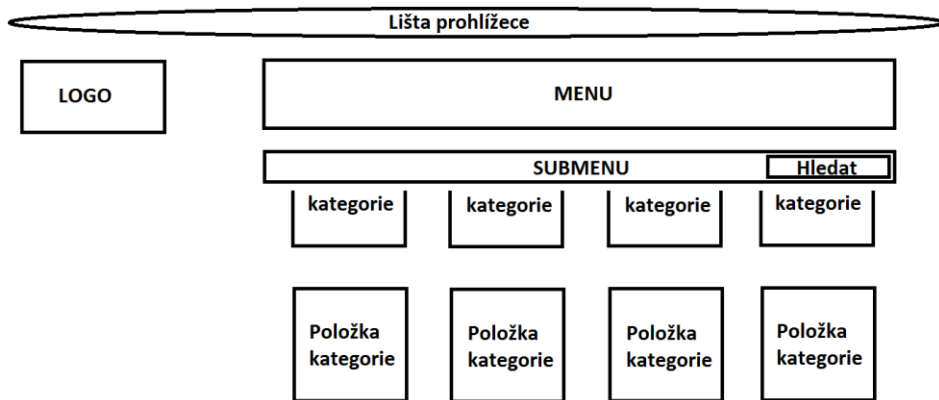 Lišta prohlížece
LOGO
MENU
SUBMENU
Hledat
kategorie
kategorie
kategorie
kategorie
Položka
kategorie
Položka
kategorie
Položka
kategorie
Položka
kategorie